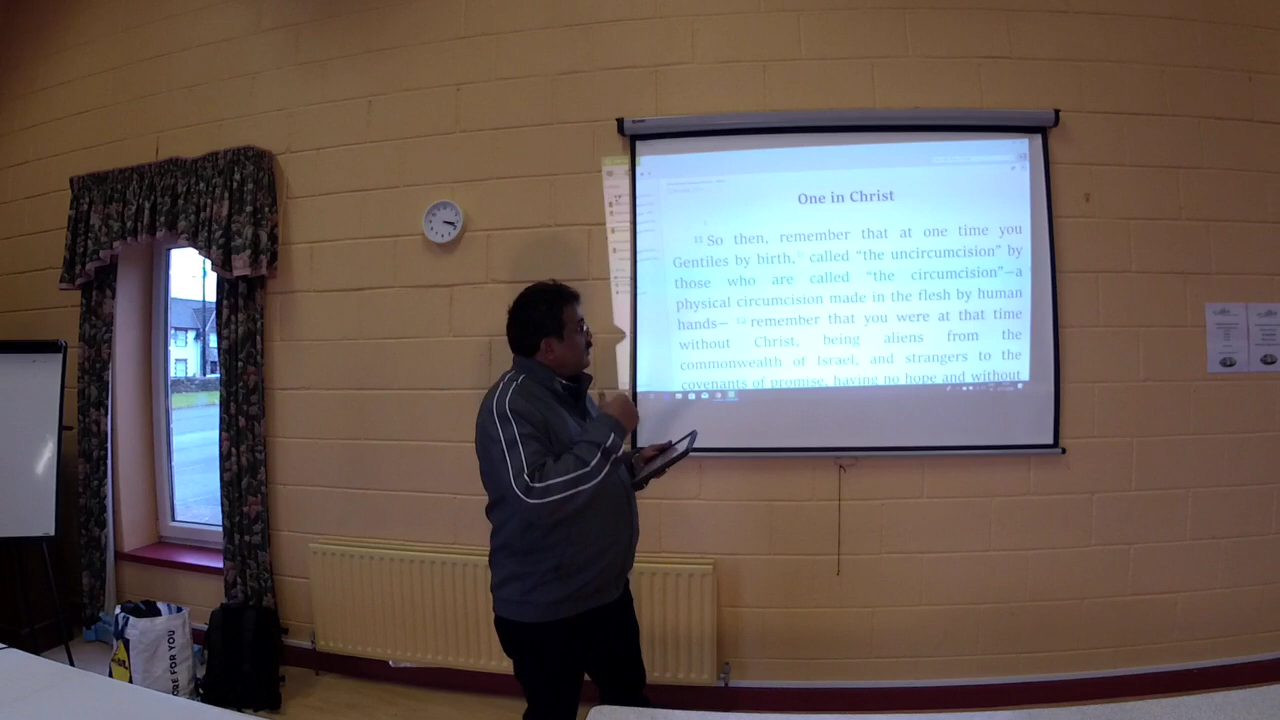 One in Christ
11 So then, remember that at one time you
Gentiles by birth, called “the uncircumcision” by
those who are called “the circumcision”—a
physical circumcision made in the flesh by human
hands— 12 remember that you were at that time
without Christ, being aliens from the
commonwealth of Israel, and strangers to the
covenants of promise, having no hope and without
RE FOR YOU